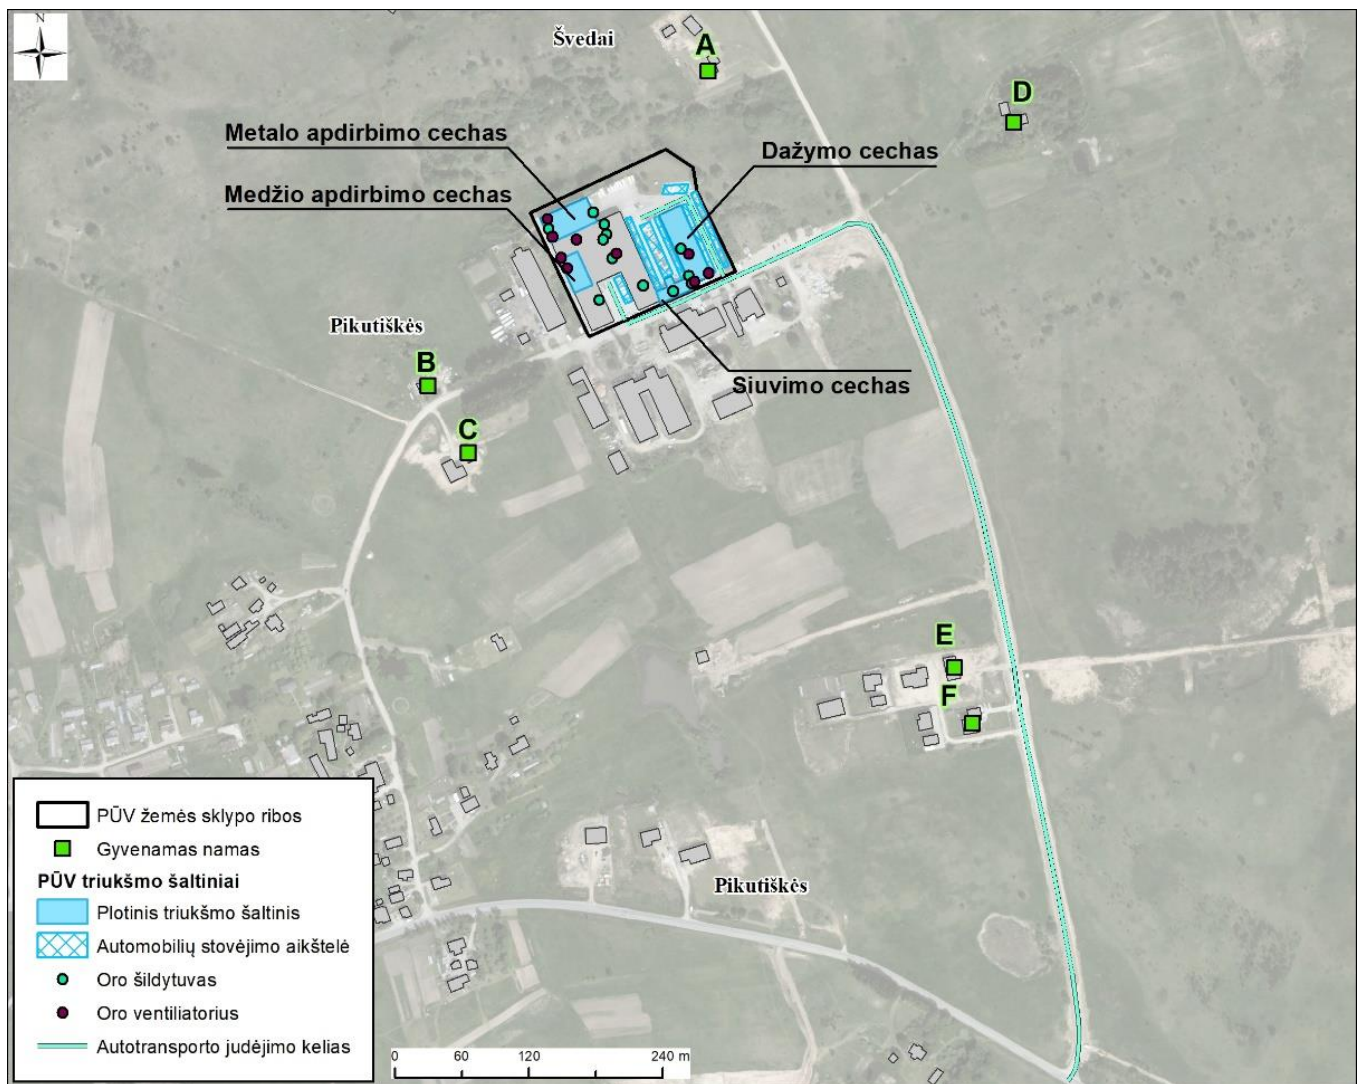 N
Švedai
A
D
Metalo apdirbimo cechas
Dažymo cechas
Medžio apdirbimo cechas
Pikutiškės
B
Siuvimo cechas
C
E
F
PŪV žemės sklypo ribos
Gyvenamas namas
PŪV triukšmo šaltiniai
Plotinis triukšmo šaltinis
Automobilių stovėjimo aikštelė
Oro šildytuvas
Oro ventiliatorius
Autotransporto judėjimo kelias
Pikutiškės
0 60 120 240 m